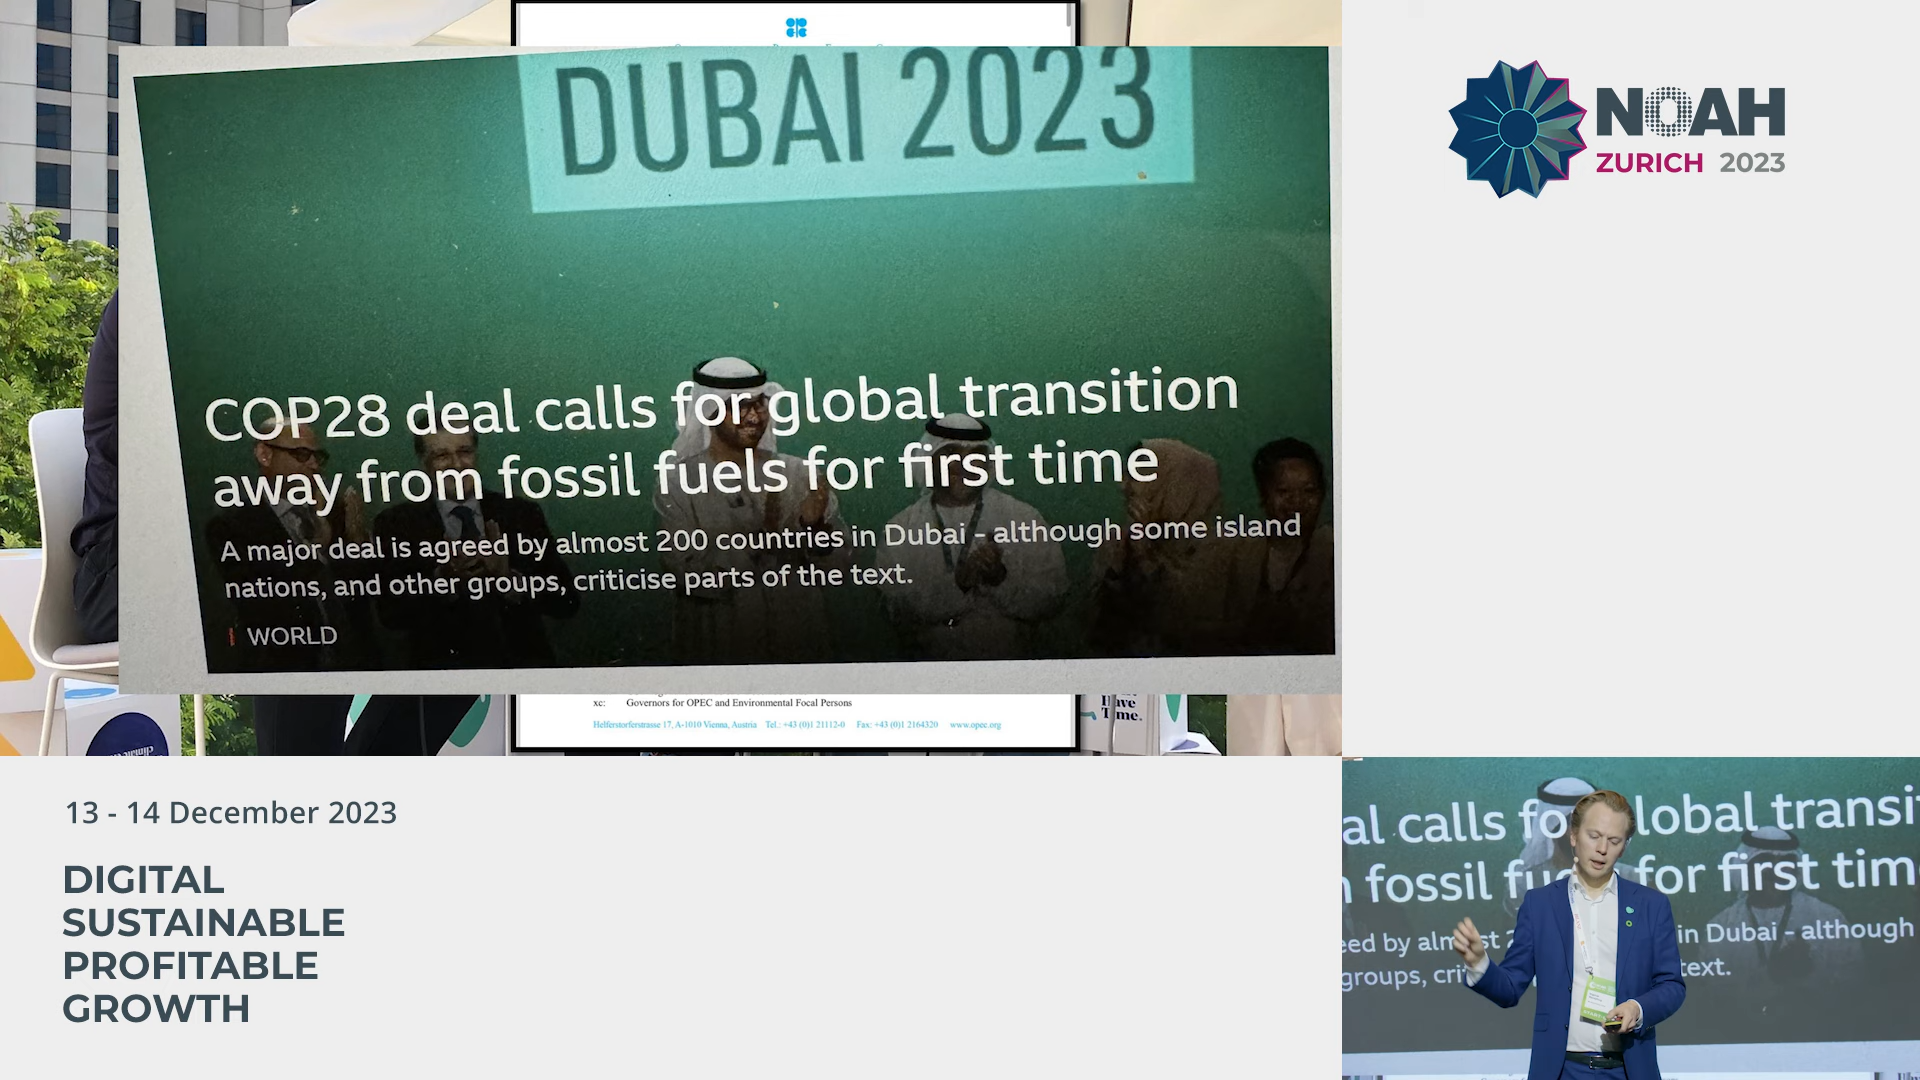 DUBAI 2023
COP28 deal calls for global transition
away from fossil fuels for first time
A major deal is agreed by almost 200 countries in Dubai - although some island
nations, and other groups, criticise parts of the text.
WORLD
xc: Governors for OPEC and Environmental Focal Persons
Helferstorferstrasse 17, A-1010 Vienna, Austria Tel.: +43 (0)1 21112-0 Fax: +43 (0)1 2164320 www.opec.org
Time.
NOAH
ZURICH 2023
13 - 14 December 2023
DIGITAL
SUSTAINABLE
PROFITABLE
GROWTH
al calls fo lobal transi
fossil fue for first tim
eed by almost 2 in Dubai - although
groups, crit text.